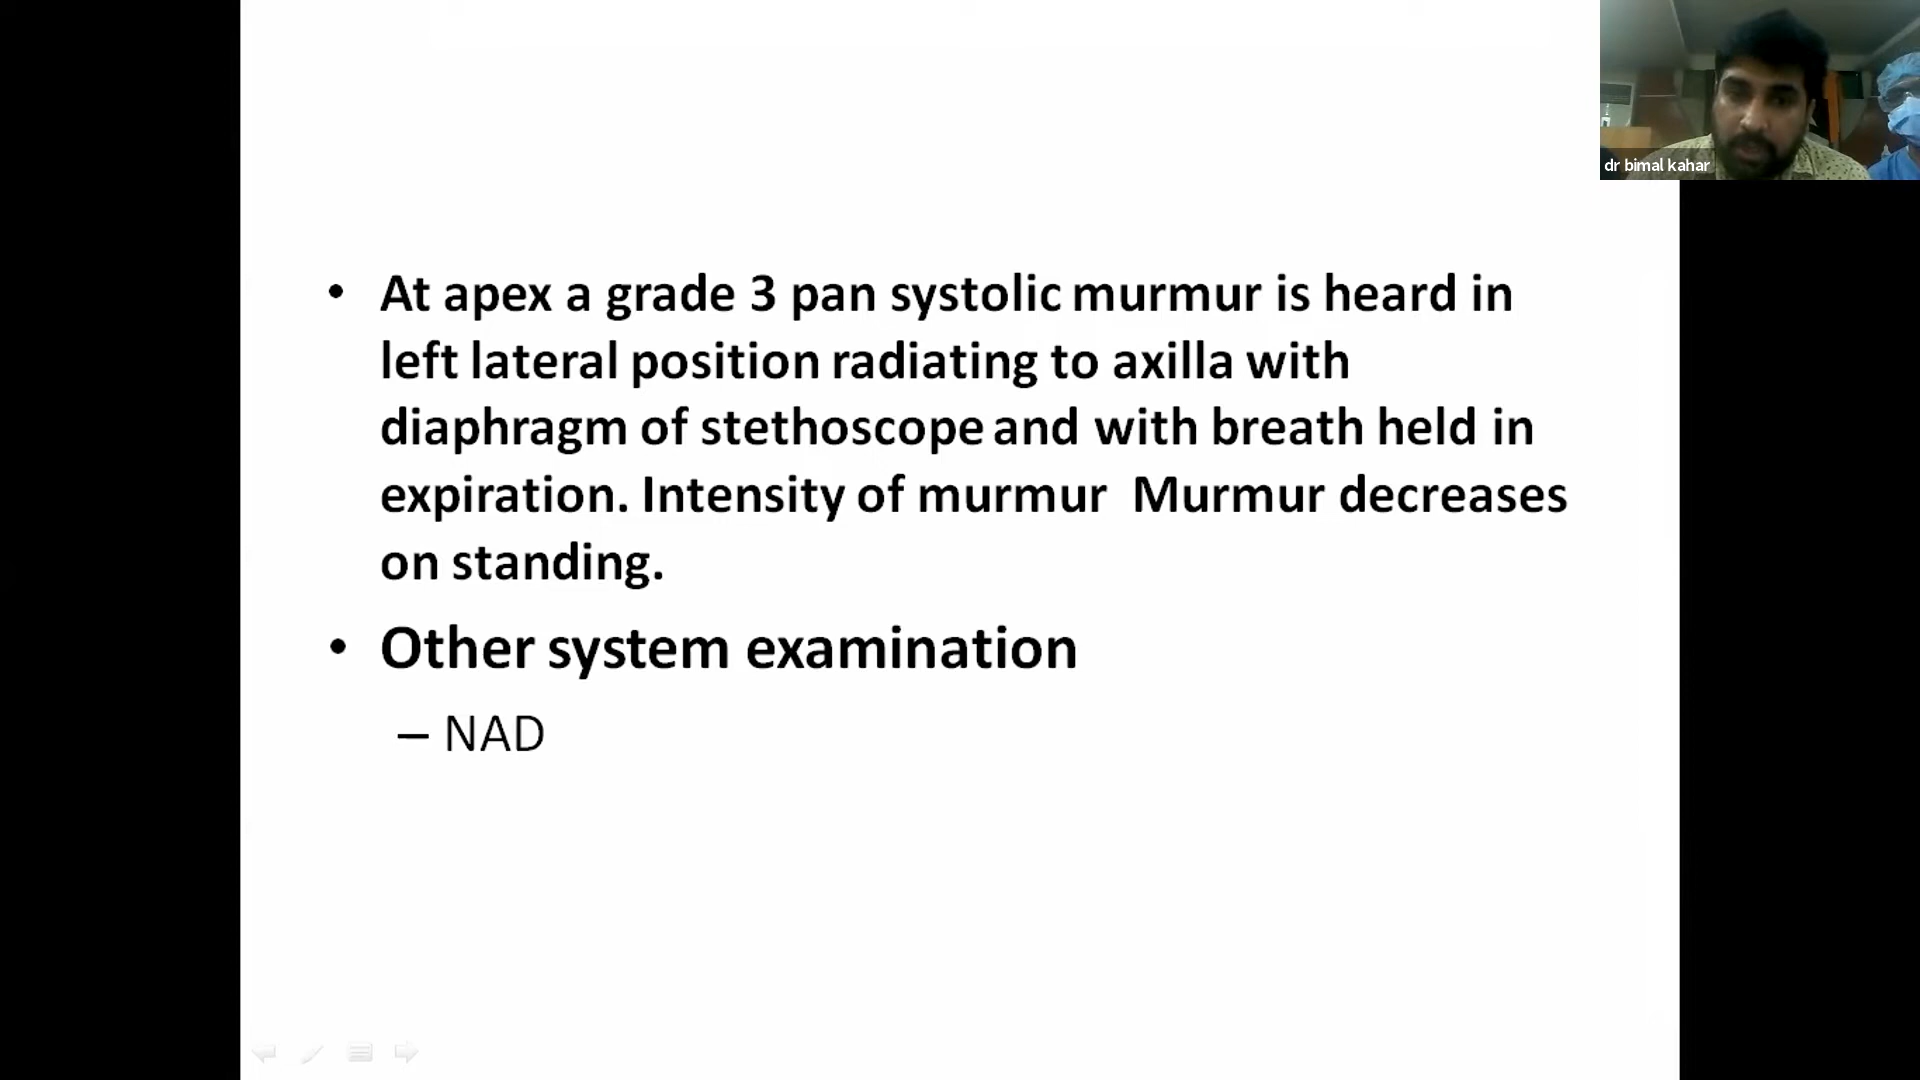 dr bimal kahar
• At apex a grade 3 pan systolic murmur is heard in
left lateral position radiating to axilla with
diaphragm of stethoscope and with breath held in
expiration. Intensity of murmur  Murmur decreases
on standing.
• Other system examination
– NAD